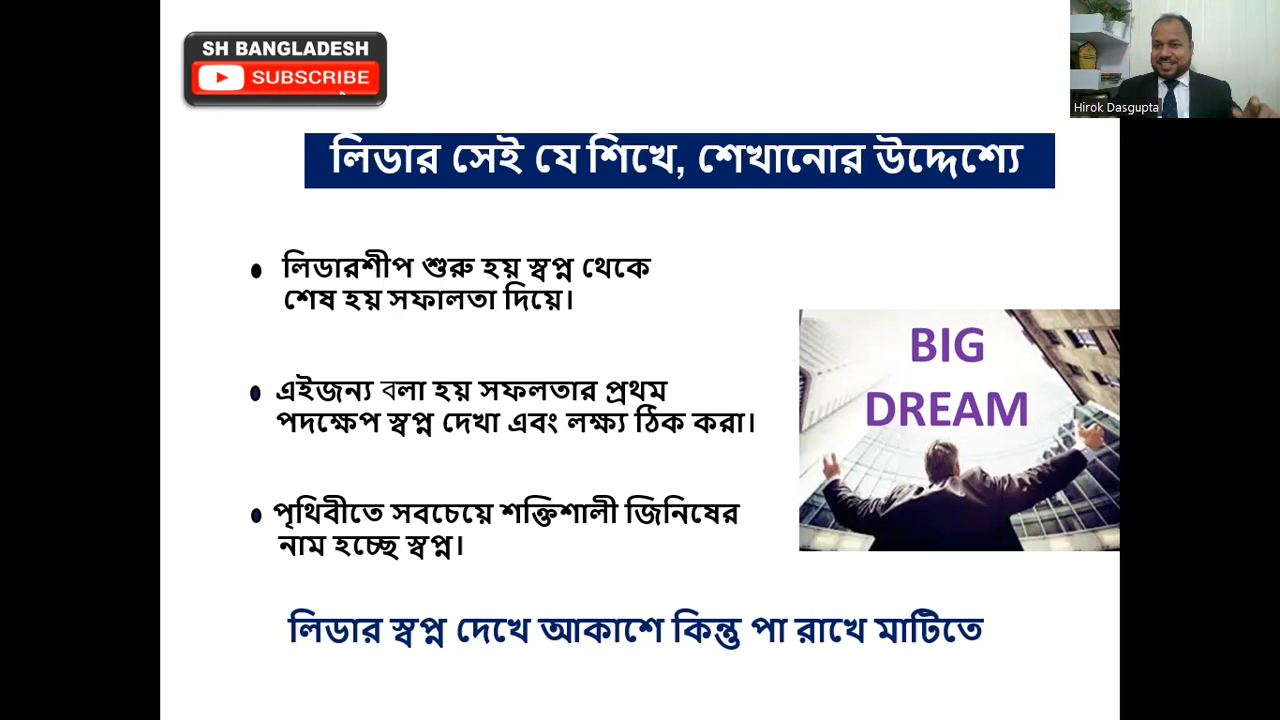 SH BANGLADESH
SUBSCRIBE
Hirok Dasgupta
লিডার সেই যে শিখে, শেখানোর উদ্দেশ্যে
লিডারশীপ শুরু হয় স্বপ্ন থেকে
শেষ হয় সফালতা দিয়ে।
এইজন্য বলা হয় সফলতার প্রথম
পদক্ষেপ স্বপ্ন দেখা এবং লক্ষ্য ঠিক করা।
পৃথিবীতে সবচেয়ে শক্তিশালী জিনিষের
নাম হচ্ছে স্বপ্ন।
BIG
DREAM
লিডার স্বপ্ন দেখে আকাশে কিন্তু পা রাখে মাটিতে